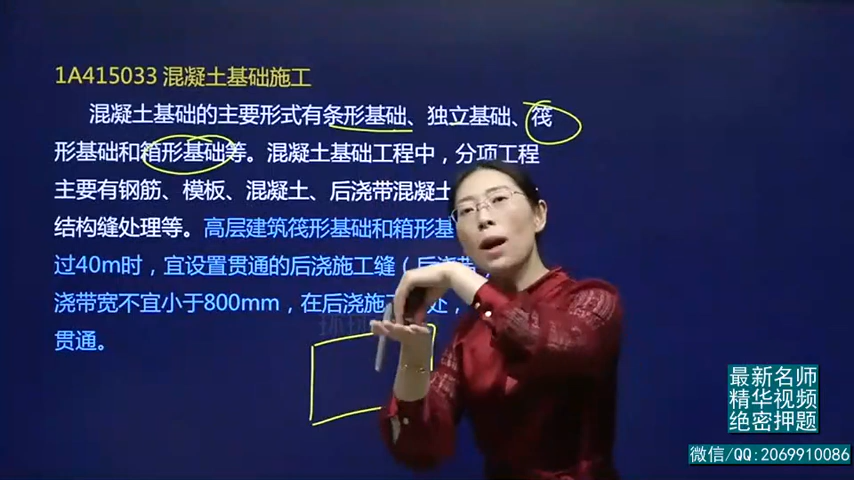 1A415033 混凝土基础施工
混凝土基础的主要形式有条形基础、独立基础、筏
形基础和箱形基础等。混凝土基础工程中，分项工程
主要有钢筋、模板、混凝土、后浇带混凝土
结构缝处理等。高层建筑筏形基础和箱形基
过40m时，宜设置贯通的后浇施工缝（后浇带
浇带宽不宜小于800mm，在后浇施工 处，
贯通。
最新名师
精华视频
绝密押题
微信/QQ:2069910086